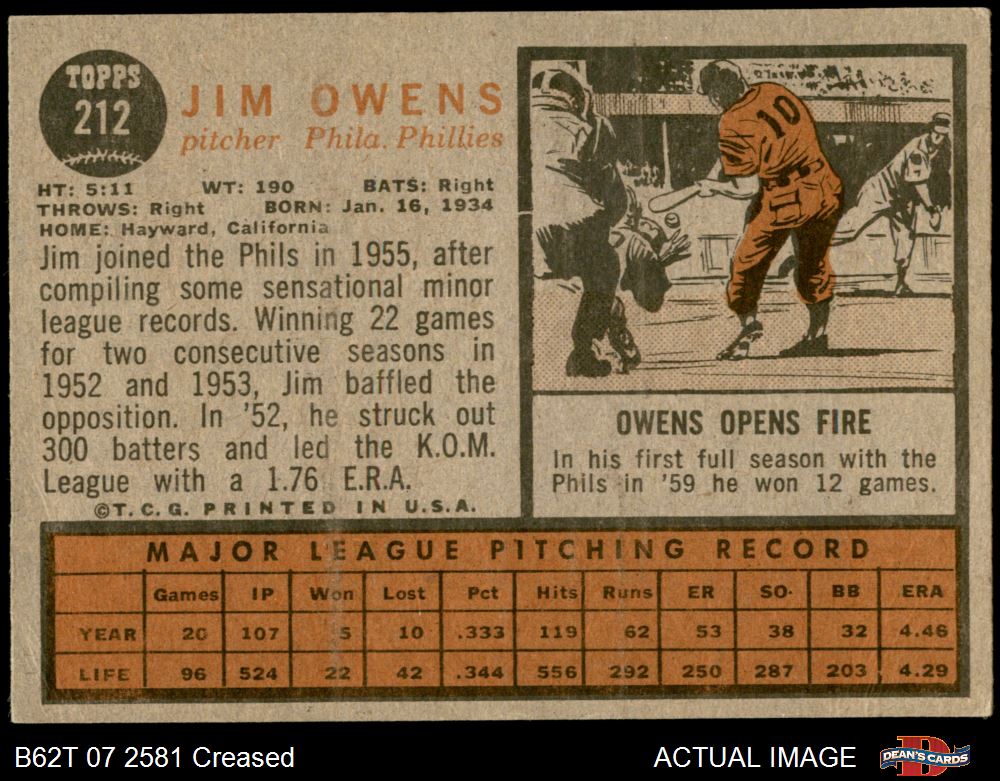 TOPPS
212
JIM OWENS
pitcher Phila. Phillies
HT: 5:11 WT: 190 BATS: Right
THROWS: Right BORN: Jan. 16, 1934
HOME: Hayward, California
Jim joined the Phils in 1955, after
compiling some sensational minor
league records. Winning 22 games
for two consecutive seasons in
1952 and 1953, Jim baffled the
opposition. In '52, he struck out
300 batters and led the K.O.M.
League with a 1.76 E.R.A.
©T. C. G. PRINTED IN U.S.A.
10
OWENS OPENS FIRE
In his first full season with the
Phils in '59 he won 12 games.
MAJOR LEAGUE PITCHING RECORD
Games IP Won Lost Pct Hits Runs ER SO. BB ERA
YEAR 20 107 5 10 .333 119 62 53 38 32 4.46
LIFE 96 524 22 42 .344 556 292 250 287 203 4.29
B62T 07 2581 Creased
ACTUAL IMAGE
D
DEAN'S CARDS